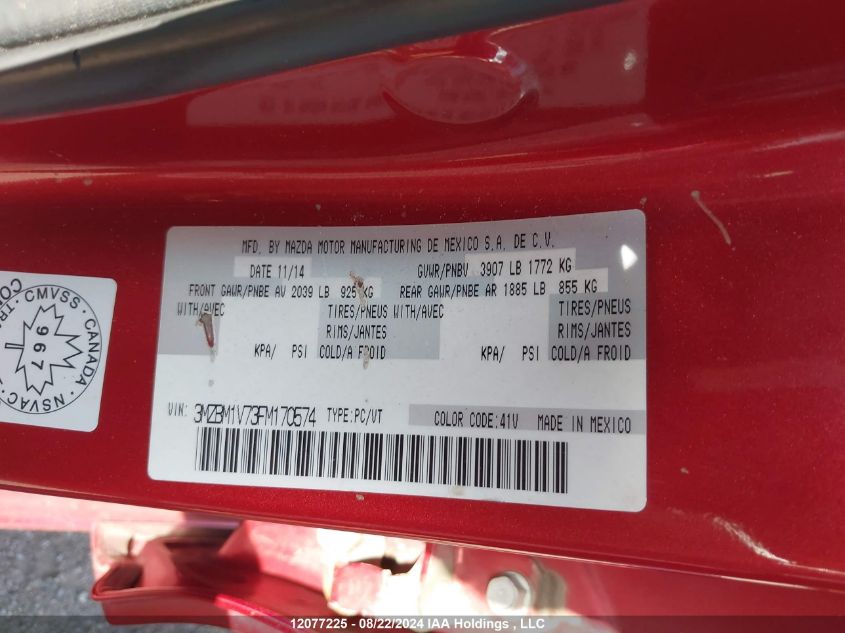 MFD. BY MAZDA MOTOR MANUFACTURING DE MEXICO S.A. DE C.V.
DATE 11/14 GVWR/PNBV 3907 LB 1772 KG
FRONT GAWR/PNBE AV 2039 LB 925 KG REAR GAWR/PNBE AR 1885 LB 855 KG
WITH/AVEC TIRES/PNEUS WITH/AVEC TIRES/PNEUS
RIMS/JANTES RIMS/JANTES
KPA/ PSI COLD/A FROID KPA/ PSI COLD/A FROID
VIN: 3MZBM1V73FM170574 TYPE:PC/VT COLOR CODE:41V MADE IN MEXICO
CMVSS CANADA
967
NSVAC
12077225 - 08/22/2024 IAA Holdings , LLC